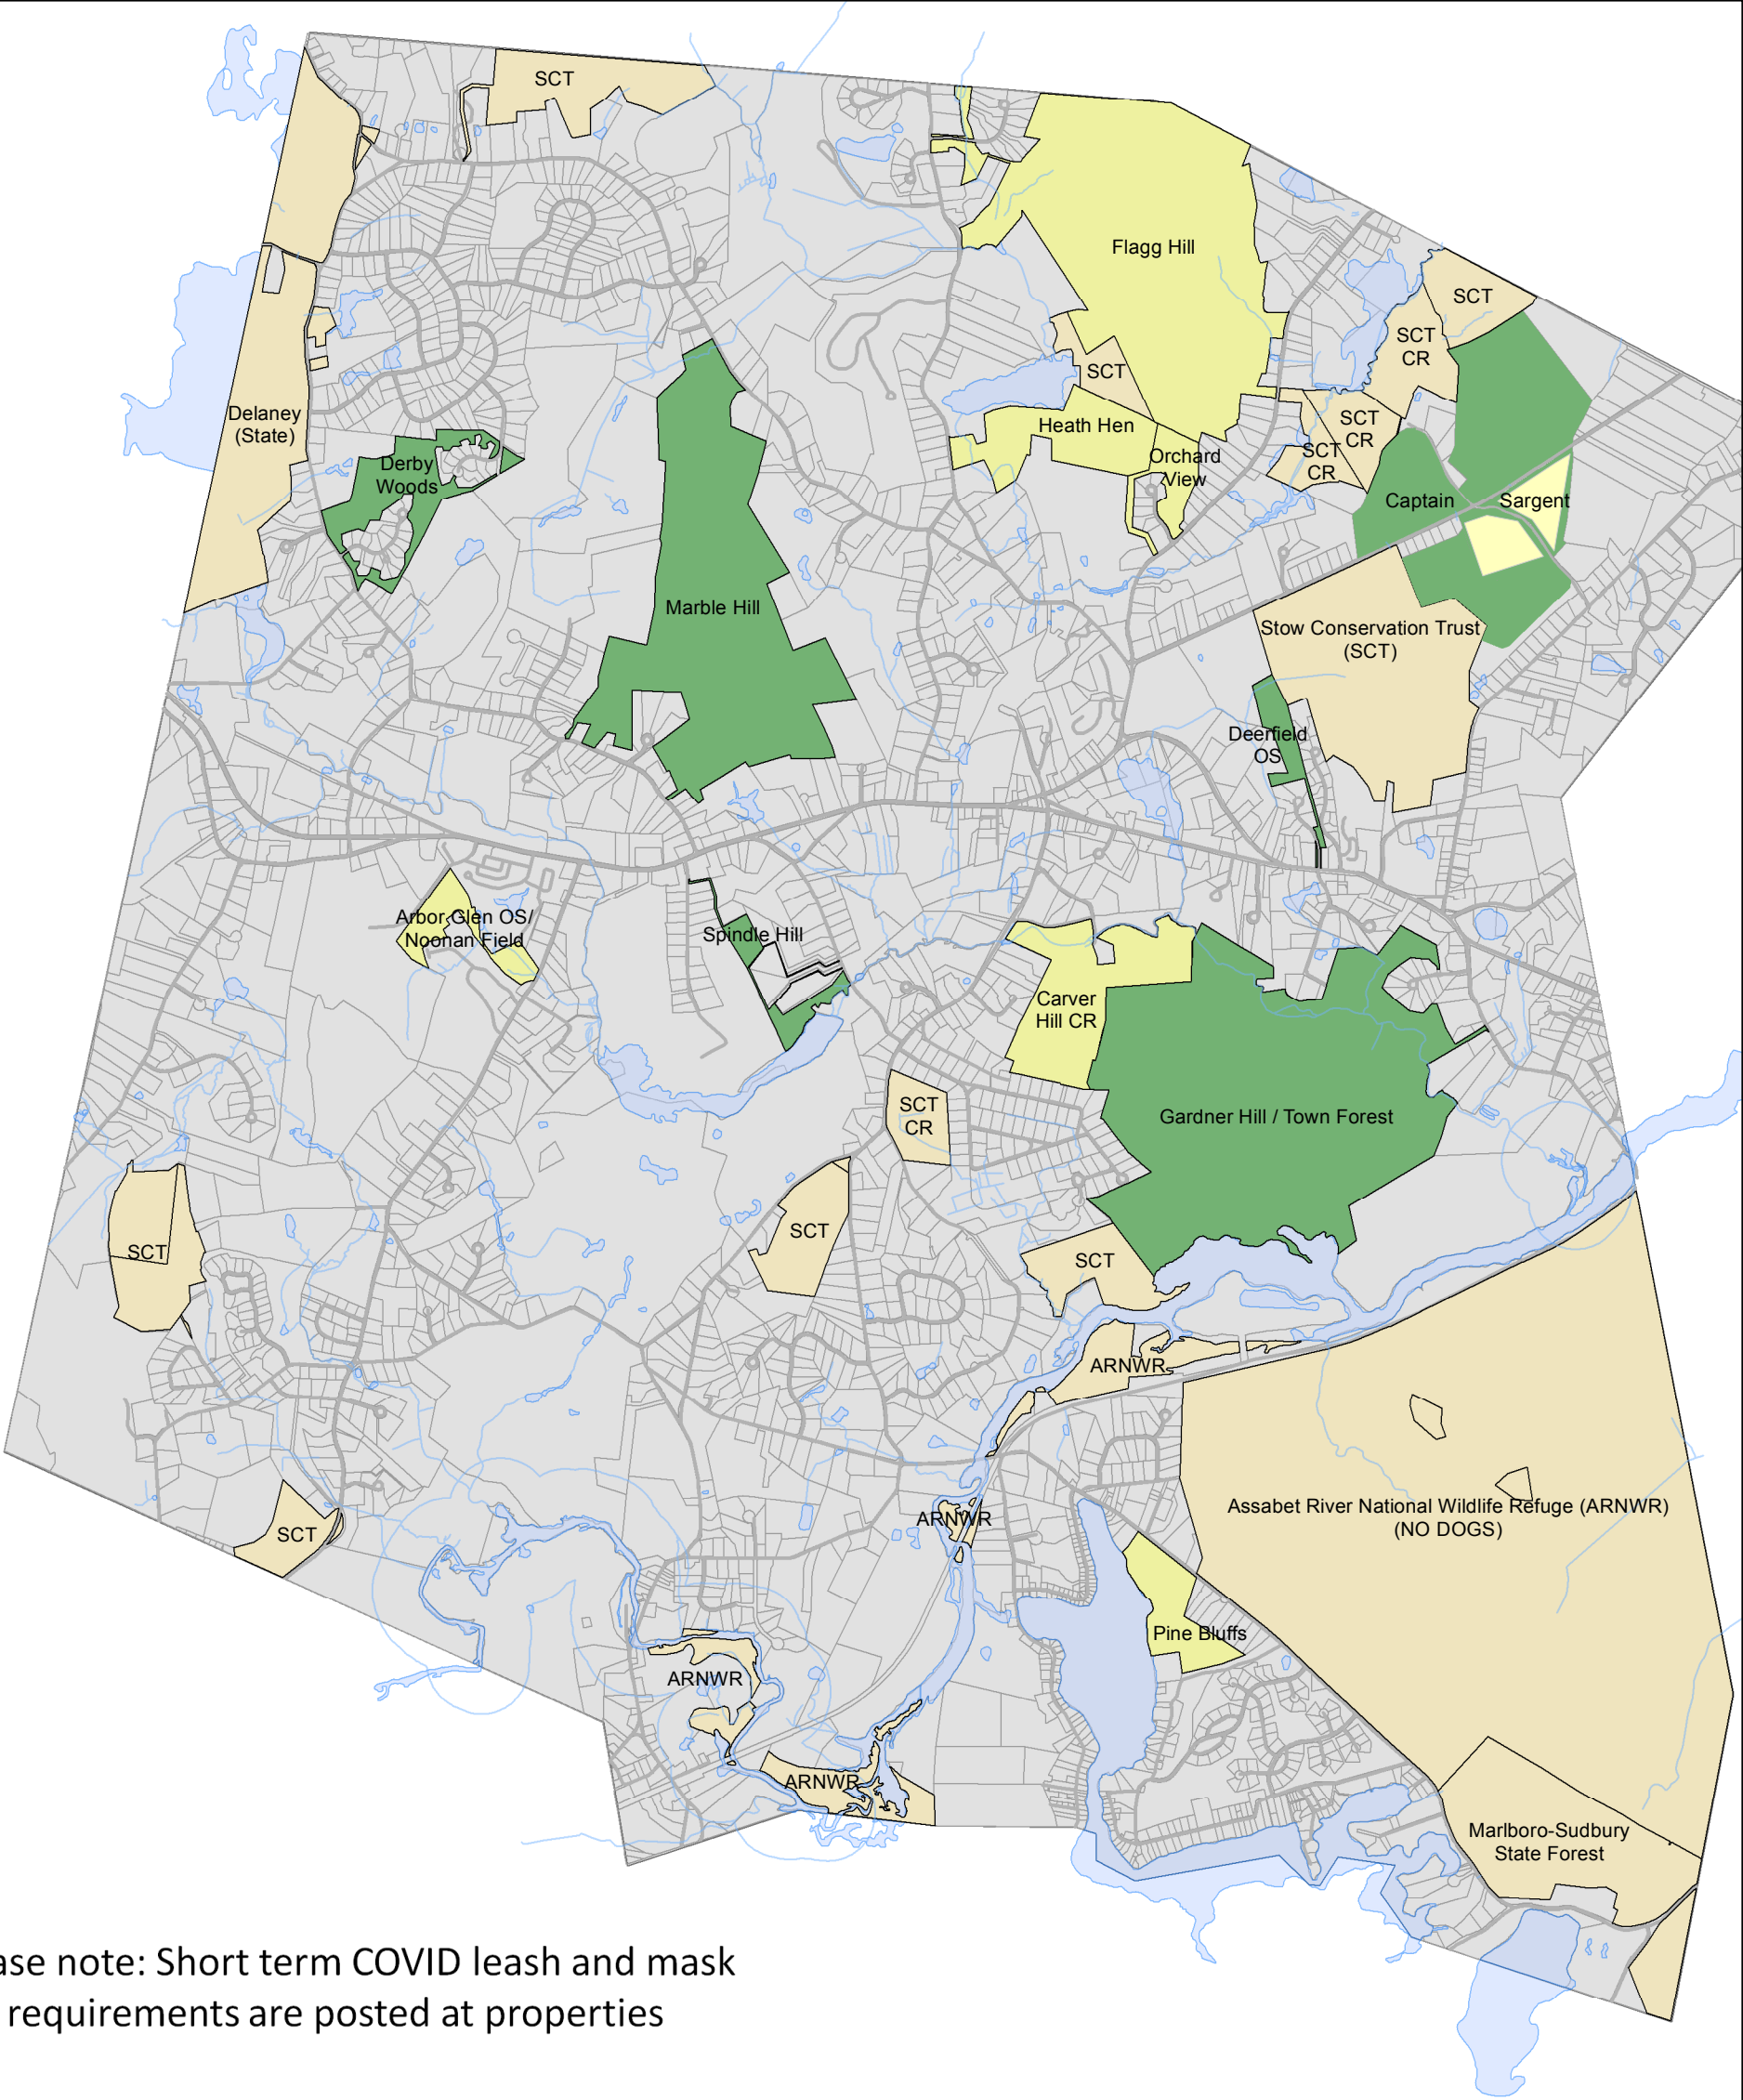 SCT
Flagg Hill
SCT
SCT
CR
SCT
Delaney
(State)
SCT
CR
Heath Hen
SCT
CR
Orchard
View
Derby
Woods
Captain
Sargent
Marble Hill
Stow Conservation Trust
(SCT)
Deerfield
OS
Arbor Glen OS/
Noonan Field
Spindle Hill
Carver
Hill CR
SCT
CR
Gardner Hill / Town Forest
SCT
SCT
SCT
ARNWR
Assabet River National Wildlife Refuge (ARNWR)
(NO DOGS)
ARNWR
SCT
Pine Bluffs
ARNWR
ARNWR
Marlboro-Sudbury
State Forest
ase note: Short term COVID leash and mask
requirements are posted at properties